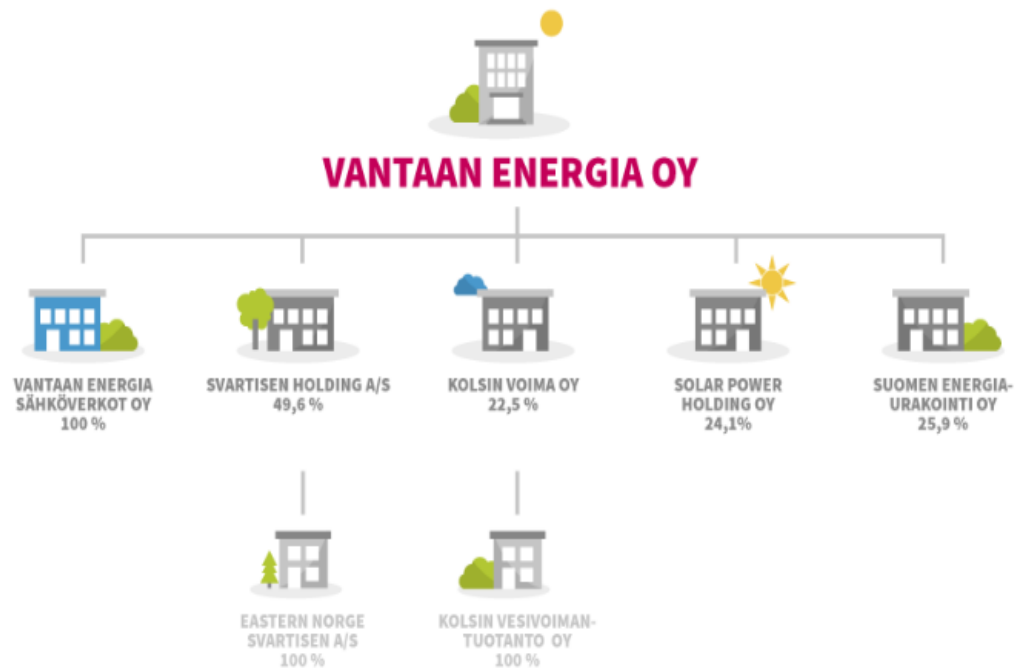 VANTAAN ENERGIA OY
VANTAAN ENERGIA
SÄHKÖVERKOT OY
100 %
SVARTISEN HOLDING A/S
49,6 %
KOLSIN VOIMA OY
22,5 %
SOLAR POWER
HOLDING OY
24,1%
SUOMEN ENERGIA-
URAKOINTI OY
25,9 %
EASTERN NORGE
SVARTISEN A/S
100 %
KOLSIN VESIVOIMAN-
TUOTANTO OY
100 %